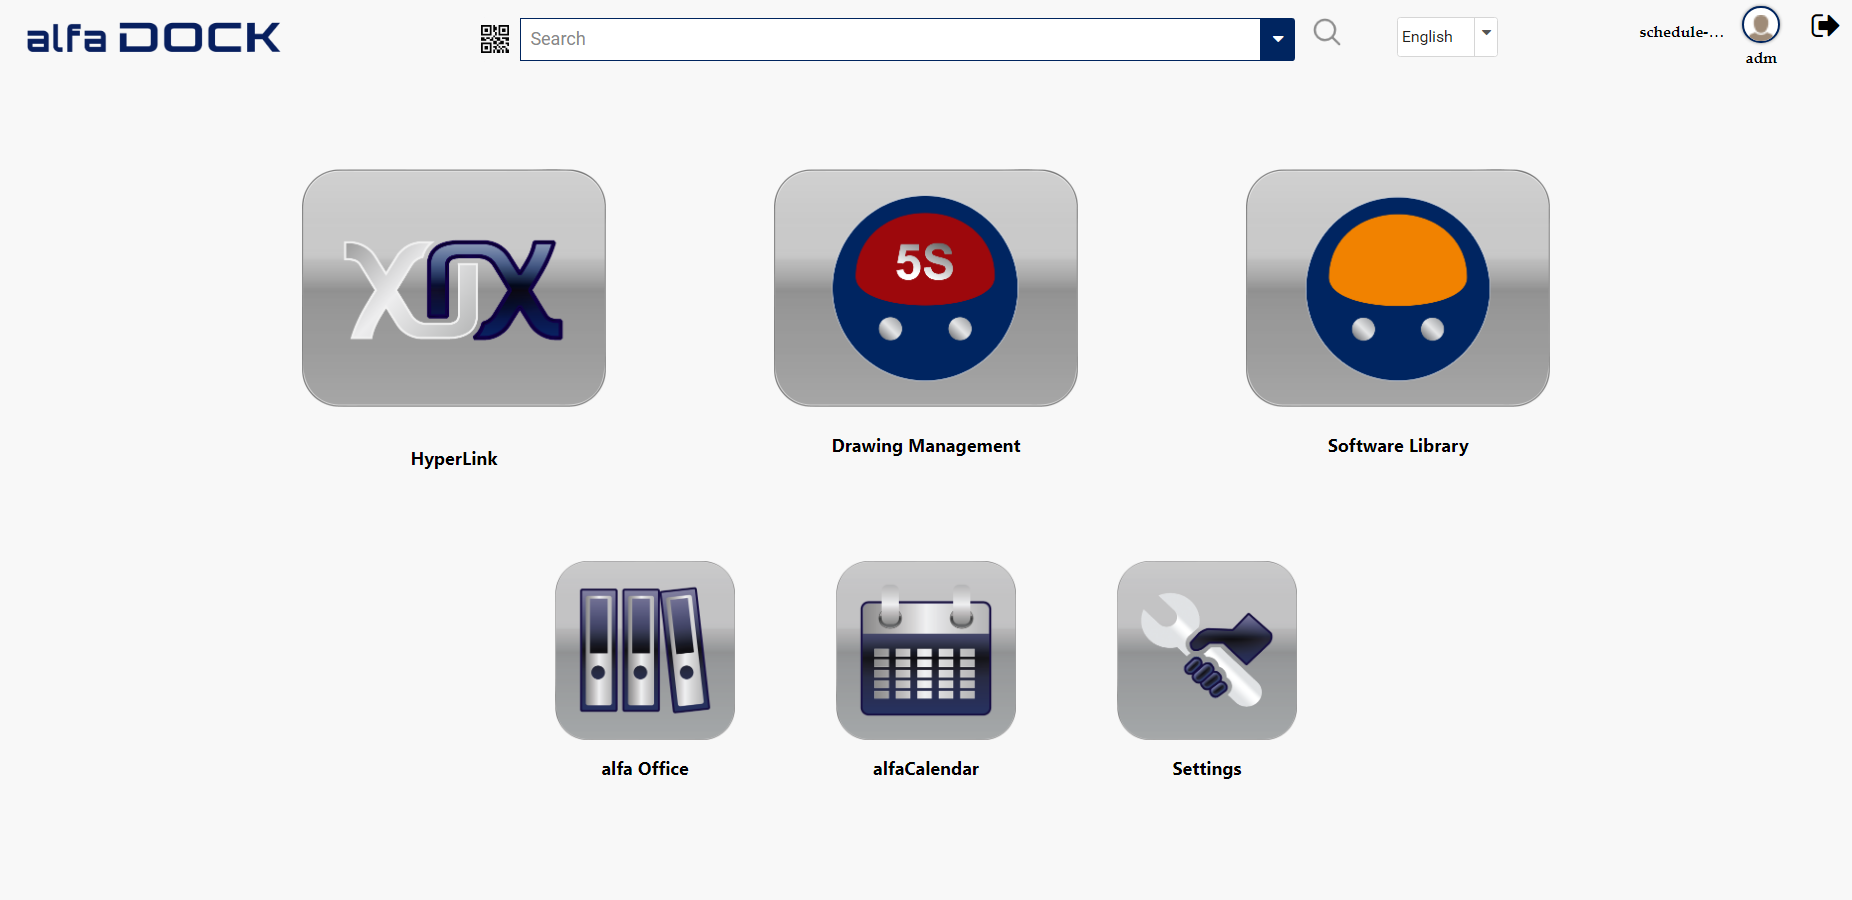 alfa DOCK
Search
English
schedule-...
adm
5S
HyperLink
Drawing Management
Software Library
alfa Office
alfaCalendar
Settings